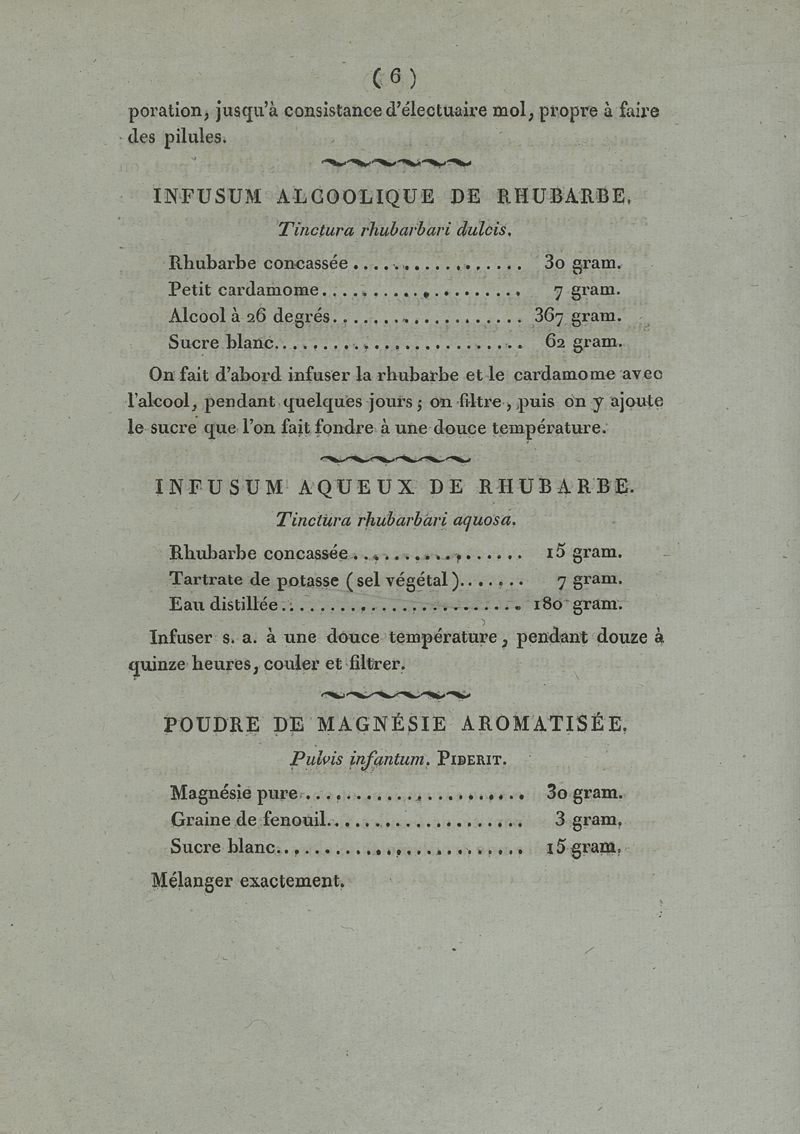 ( 6 )
poration, jusqu'à consistance d'électuaire mol, propre à faire
des pilules.
INFUSUM ALCOOLIQUE DE RHUBARBE.
Tinctura rhubarbari dulcis.
Rhubarbe concassée .................... 30 gram.
Petit cardamome....................... 7 gram.
Alcool à 26 degrés...................... 367 gram.
Sucre blanc............................ 62 gram.
On fait d'abord infuser la rhubarbe et le cardamome avec
l'alcool, pendant quelques jours ; on filtre, puis on y ajoute
le sucre que l'on fait fondre à une douce température.
INFUSUM AQUEUX DE RHUBARBE.
Tinctura rhubarbari aquosa.
Rhubarbe concassée .................... 15 gram.
Tartrate de potasse ( sel végétal )....... 7 gram.
Eau distillée............................ 180 gram.
Infuser s. a. à une douce température, pendant douze à
quinze heures, couler et filtrer.
POUDRE DE MAGNÉSIE AROMATISÉE.
Pulvis infantum. PIDERIT.
Magnésie pure ......................... 30 gram.
Graine de fenouil...................... 3 gram.
Sucre blanc............................ 15 gram.
Mélanger exactement.